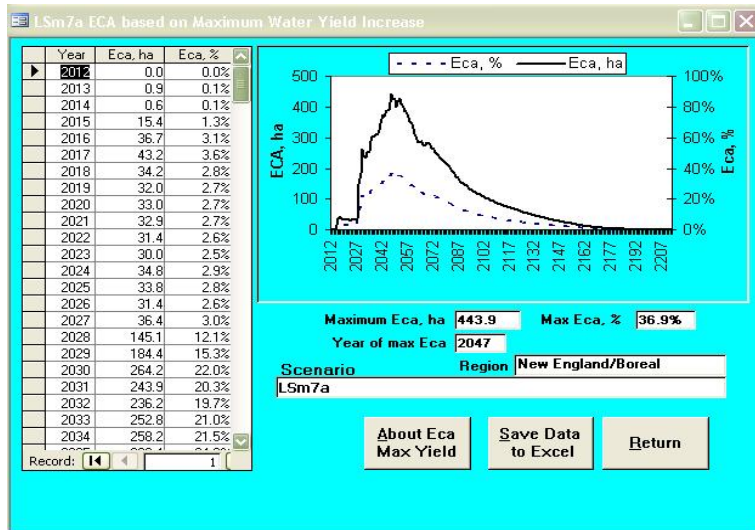 LSm7a ECA based on Maximum Water Yield Increase
Year Eca, ha Eca, %
2012 0.0 0.0%
2013 0.9 0.1%
2014 0.6 0.1%
2015 15.4 1.3%
2016 36.7 3.1%
2017 43.2 3.6%
2018 34.2 2.8%
2019 32.0 2.7%
2020 33.0 2.7%
2021 32.9 2.7%
2022 31.4 2.6%
2023 30.0 2.5%
2024 34.8 2.9%
2025 33.8 2.8%
2026 31.4 2.6%
2027 36.4 3.0%
2028 145.1 12.1%
2029 184.4 15.3%
2030 264.2 22.0%
2031 243.9 20.3%
2032 236.2 19.7%
2033 252.8 21.0%
2034 258.2 21.5%
Record: 1
Eca, % Eca, ha
500
400
300
200
100
0
ECA, ha
100%
80%
60%
40%
20%
0%
Eca, %
2012 2027 2042 2057 2072 2087 2102 2117 2132 2147 2162 2177 2192 2207
Maximum Eca, ha 443.9 Max Eca, % 36.9%
Year of max Eca 2047
Scenario Region New England/Boreal
LSm7a
About Eca
Max Yield
Save Data
to Excel
Return